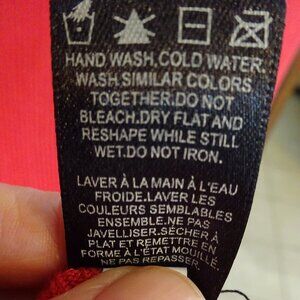 HAND WASH.COLD WATER.
WASH.SIMILAR COLORS
TOGETHER.DO NOT
BLEACH.DRY FLAT AND
RESHAPE WHILE STILL
WET.DO NOT IRON.
LAVER À LA MAIN À L'EAU
FROIDE.LAVER LES
COULEURS SEMBLABLES
ENSEMBLE.NE PAS
JAVELLISER.SÉCHER À
PLAT ET REMETTRE EN
FORME À L'ÉTAT MOUILLÉ.
NE PAS REPASSER.